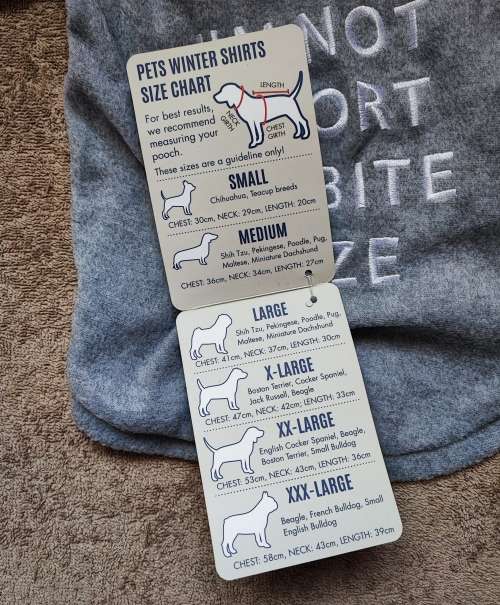 PETS WINTER SHIRTS
SIZE CHART
For best results,
we recommend
measuring your
pooch.
These sizes are a guideline only!
LENGTH
NECK
GIRTH
CHEST
GIRTH
SMALL
Chihuahua, Teacup breeds
CHEST: 30cm, NECK: 29cm, LENGTH: 20cm
MEDIUM
Shih Tzu, Pekingese, Poodle, Pug,
Maltese, Miniature Dachshund
CHEST: 36cm, NECK: 34cm, LENGTH: 27cm
LARGE
Shih Tzu, Pekingese, Poodle, Pug,
Maltese, Miniature Dachshund
CHEST: 41cm, NECK: 37cm, LENGTH: 30cm
X-LARGE
Boston Terrier, Cocker Spaniel,
Jack Russell, Beagle
CHEST: 47cm, NECK: 42cm, LENGTH: 33cm
XX-LARGE
English Cocker Spaniel, Beagle,
Boston Terrier, Small Bulldog
CHEST: 53cm, NECK: 43cm, LENGTH: 36cm
XXX-LARGE
Beagle, French Bulldog, Small
English Bulldog
CHEST: 58cm, NECK: 43cm, LENGTH: 39cm
NOT
ORT
BITE
ZE